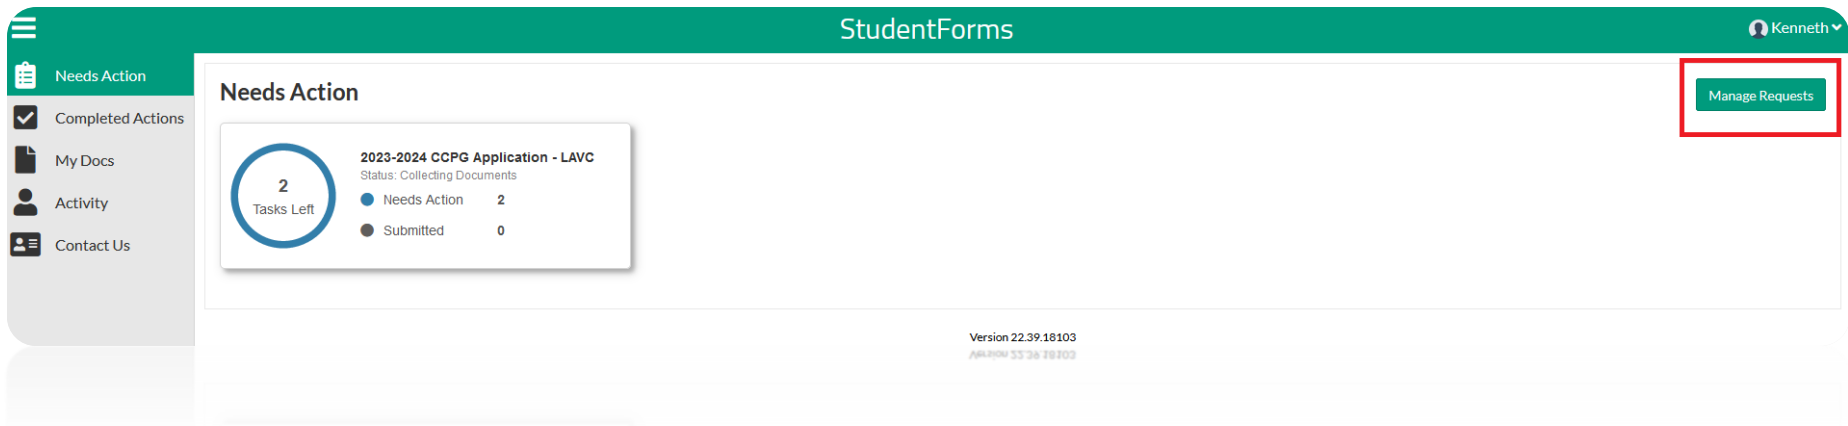 StudentForms
Kenneth
Needs Action
Completed Actions
My Docs
Activity
Contact Us
Needs Action
Manage Requests
2
Tasks Left
2023-2024 CCPG Application - LAVC
Status: Collecting Documents
Needs Action 2
Submitted 0
Version 22.39.18103